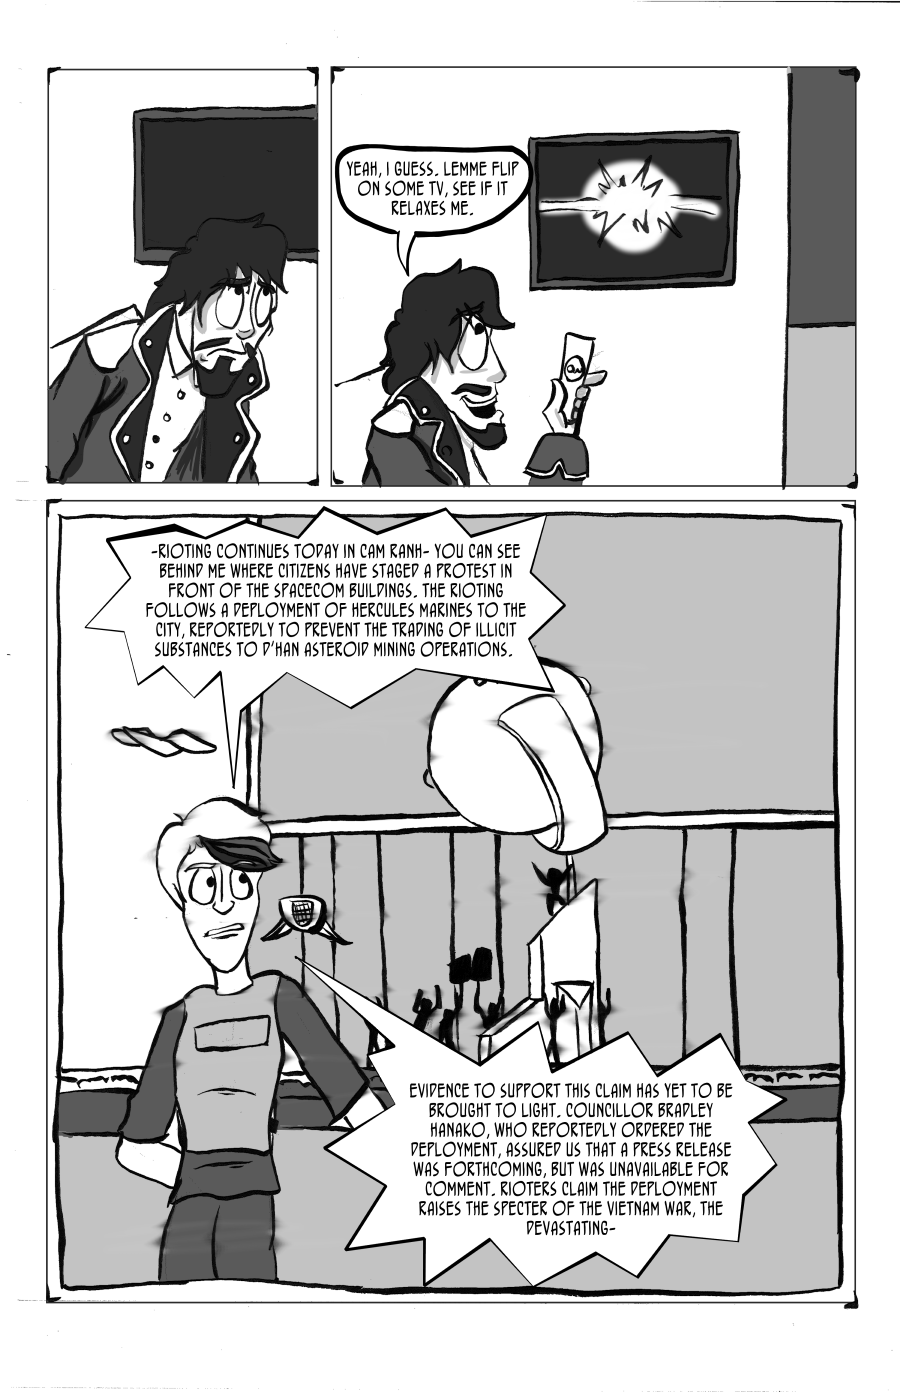 YEAH, I GUESS. LEMME FLIP
ON SOME TV, SEE IF IT
RELAXES ME.
ON
-RIOTING CONTINUES TODAY IN CAM RANH- YOU CAN SEE
BEHIND ME WHERE CITIZENS HAVE STAGED A PROTEST IN
FRONT OF THE SPACECOM BUILDINGS. THE RIOTING
FOLLOWS A DEPLOYMENT OF HERCULES MARINES TO THE
CITY, REPORTEDLY TO PREVENT THE TRADING OF ILLICIT
SUBSTANCES TO D'HAN ASTEROID MINING OPERATIONS.
EVIDENCE TO SUPPORT THIS CLAIM HAS YET TO BE
BROUGHT TO LIGHT. COUNCILLOR BRADLEY
HANAKO, WHO REPORTEDLY ORDERED THE
DEPLOYMENT, ASSURED US THAT A PRESS RELEASE
WAS FORTHCOMING, BUT WAS UNAVAILABLE FOR
COMMENT. RIOTERS CLAIM THE DEPLOYMENT
RAISES THE SPECTER OF THE VIETNAM WAR, THE
DEVASTATING-